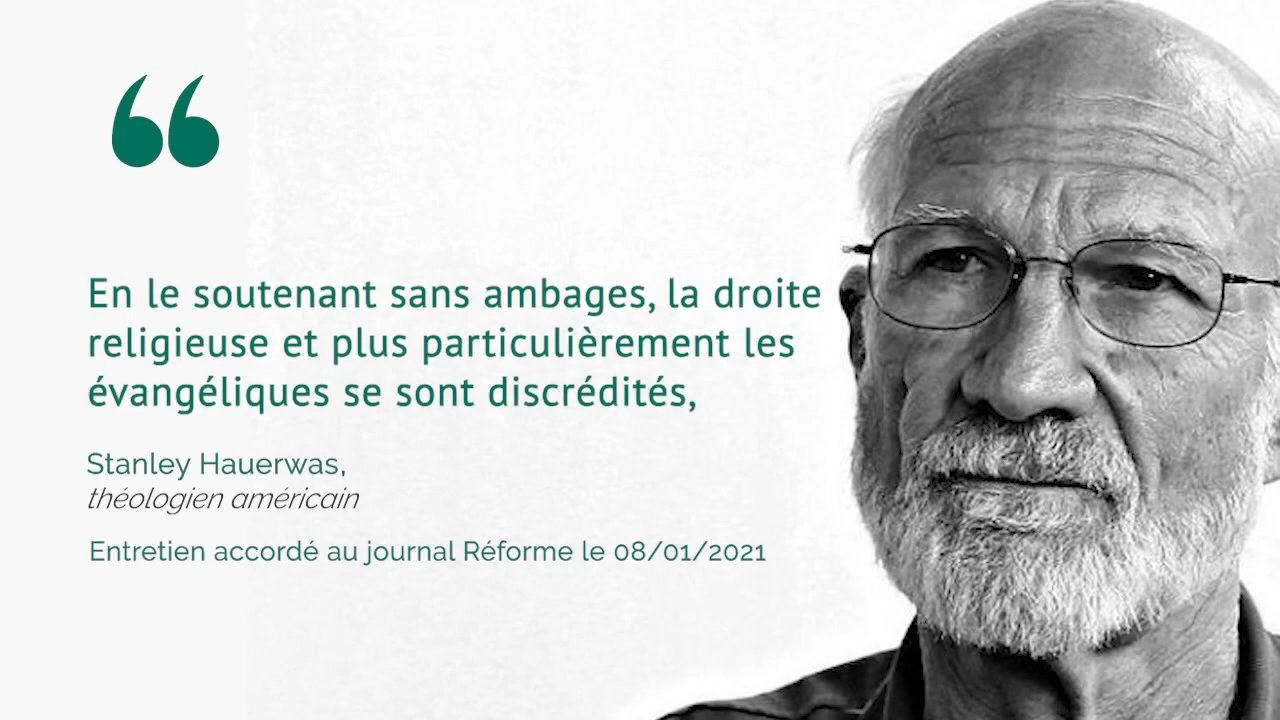 “
En le soutenant sans ambages, la droite
religieuse et plus particulièrement les
évangéliques se sont discrédités,
Stanley Hauerwas,
théologien américain
Entretien accordé au journal Réforme le 08/01/2021